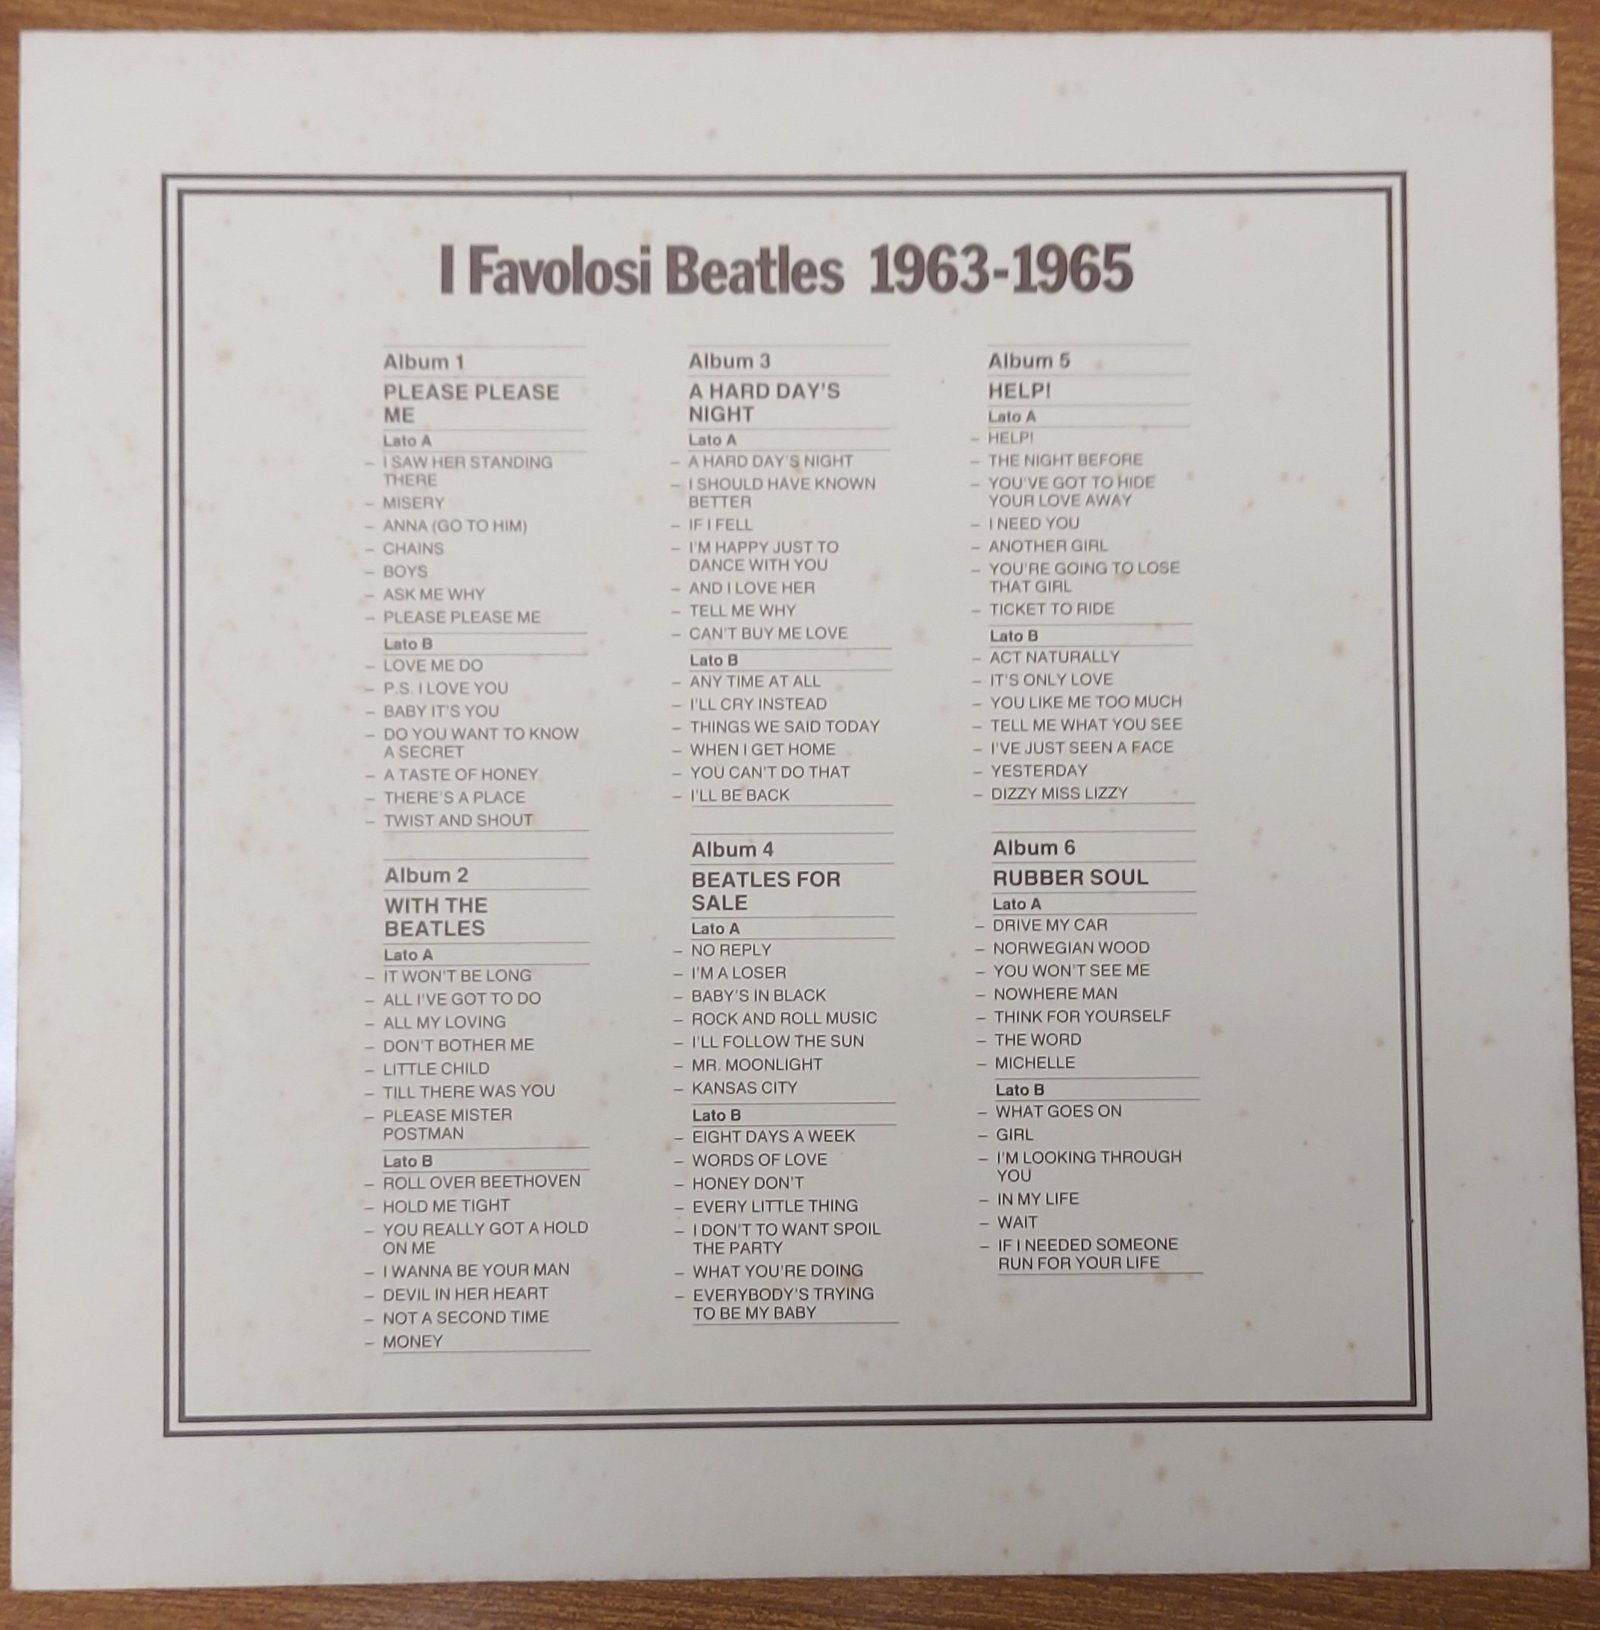 I Favolosi Beatles 1963-1965
Album 1
PLEASE PLEASE
ME
Lato A
– I SAW HER STANDING
THERE
– MISERY
– ANNA (GO TO HIM)
– CHAINS
– BOYS
– ASK ME WHY
– PLEASE PLEASE ME
Lato B
– LOVE ME DO
– P.S. I LOVE YOU
– BABY IT'S YOU
– DO YOU WANT TO KNOW
A SECRET
– A TASTE OF HONEY
– THERE'S A PLACE
– TWIST AND SHOUT
Album 2
WITH THE
BEATLES
Lato A
– IT WON'T BE LONG
– ALL I'VE GOT TO DO
– ALL MY LOVING
– DON'T BOTHER ME
– LITTLE CHILD
– TILL THERE WAS YOU
– PLEASE MISTER
POSTMAN
Lato B
– ROLL OVER BEETHOVEN
– HOLD ME TIGHT
– YOU REALLY GOT A HOLD
ON ME
– I WANNA BE YOUR MAN
– DEVIL IN HER HEART
– NOT A SECOND TIME
– MONEY
Album 3
A HARD DAY'S
NIGHT
Lato A
– A HARD DAY'S NIGHT
– I SHOULD HAVE KNOWN
BETTER
– IF I FELL
– I'M HAPPY JUST TO
DANCE WITH YOU
– AND I LOVE HER
– TELL ME WHY
– CAN'T BUY ME LOVE
Lato B
– ANY TIME AT ALL
– I'LL CRY INSTEAD
– THINGS WE SAID TODAY
– WHEN I GET HOME
– YOU CAN'T DO THAT
– I'LL BE BACK
Album 4
BEATLES FOR
SALE
Lato A
– NO REPLY
– I'M A LOSER
– BABY'S IN BLACK
– ROCK AND ROLL MUSIC
– I'LL FOLLOW THE SUN
– MR. MOONLIGHT
– KANSAS CITY
Lato B
– EIGHT DAYS A WEEK
– WORDS OF LOVE
– HONEY DON'T
– EVERY LITTLE THING
– I DON'T TO WANT SPOIL
THE PARTY
– WHAT YOU'RE DOING
– EVERYBODY'S TRYING
TO BE MY BABY
Album 5
HELP!
Lato A
– HELP!
– THE NIGHT BEFORE
– YOU'VE GOT TO HIDE
YOUR LOVE AWAY
– I NEED YOU
– ANOTHER GIRL
– YOU'RE GOING TO LOSE
THAT GIRL
– TICKET TO RIDE
Lato B
– ACT NATURALLY
– IT'S ONLY LOVE
– YOU LIKE ME TOO MUCH
– TELL ME WHAT YOU SEE
– I'VE JUST SEEN A FACE
– YESTERDAY
– DIZZY MISS LIZZY
Album 6
RUBBER SOUL
Lato A
– DRIVE MY CAR
– NORWEGIAN WOOD
– YOU WON'T SEE ME
– NOWHERE MAN
– THINK FOR YOURSELF
– THE WORD
– MICHELLE
Lato B
– WHAT GOES ON
– GIRL
– I'M LOOKING THROUGH
YOU
– IN MY LIFE
– WAIT
– IF I NEEDED SOMEONE
RUN FOR YOUR LIFE